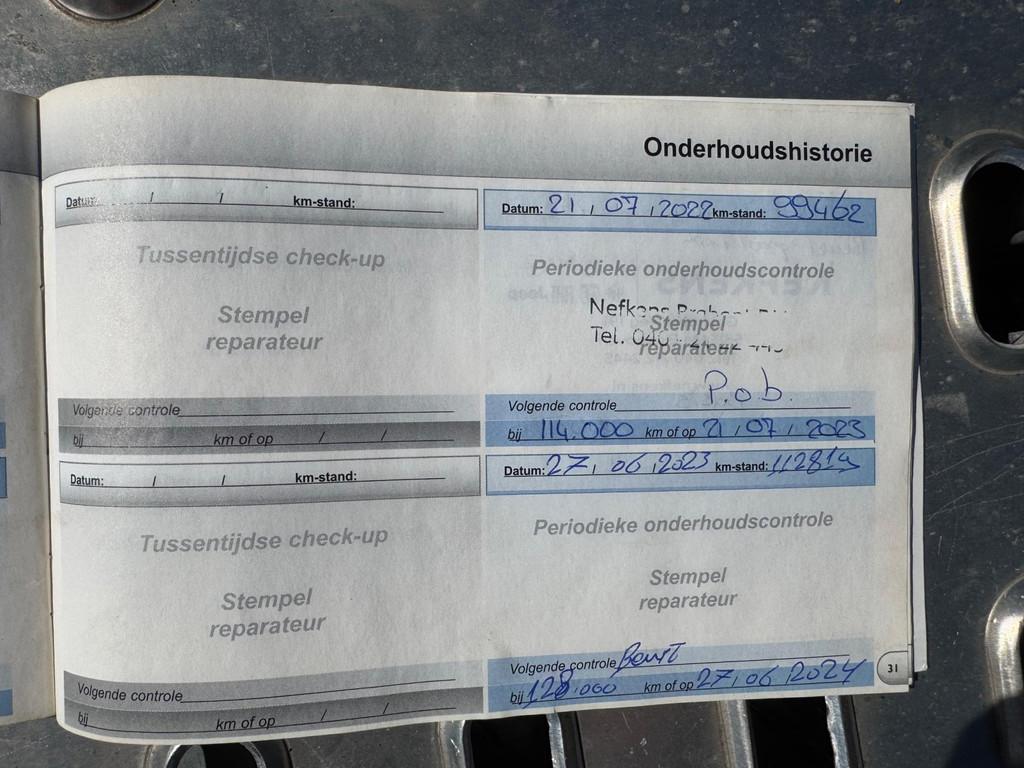 Onderhoudshistorie
Datum: / / km-stand:
Tussentijdse check-up
Stempel
reparateur
Volgende controle
bij km of op / /
Datum: 21 / 07 / 2022 km-stand: 99462
Periodieke onderhoudscontrole
Nefkens
Stempel
Tel. 040
reparateur
Volgende controle P.o.b.
bij 114.000 km of op 21 / 07 / 2023
Datum: / / km-stand:
Tussentijdse check-up
Stempel
reparateur
Volgende controle
bij km of op / /
Datum: 27 / 06 / 2023 km-stand:
Periodieke onderhoudscontrole
Stempel
reparateur
Volgende controle
bij 128.000 km of op 27 / 06 / 2024
31